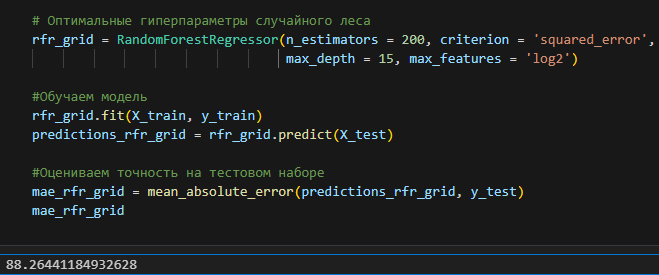 # Оптимальные гиперпараметры случайного леса
rfr_grid = RandomForestRegressor(n_estimators = 200, criterion = 'squared_error',
max_depth = 15, max_features = 'log2')
#Обучаем модель
rfr_grid.fit(X_train, y_train)
predictions_rfr_grid = rfr_grid.predict(X_test)
#Оцениваем точность на тестовом наборе
mae_rfr_grid = mean_absolute_error(predictions_rfr_grid, y_test)
mae_rfr_grid
88.26441184932628